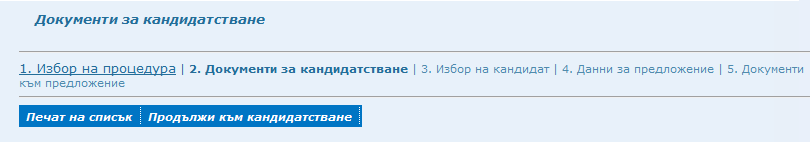 Документи за кандидатстване
1. Избор на процедура | 2. Документи за кандидатстване | 3. Избор на кандидат | 4. Данни за предложение | 5. Документи
към предложение
Печат на списък Продължи към кандидатстване